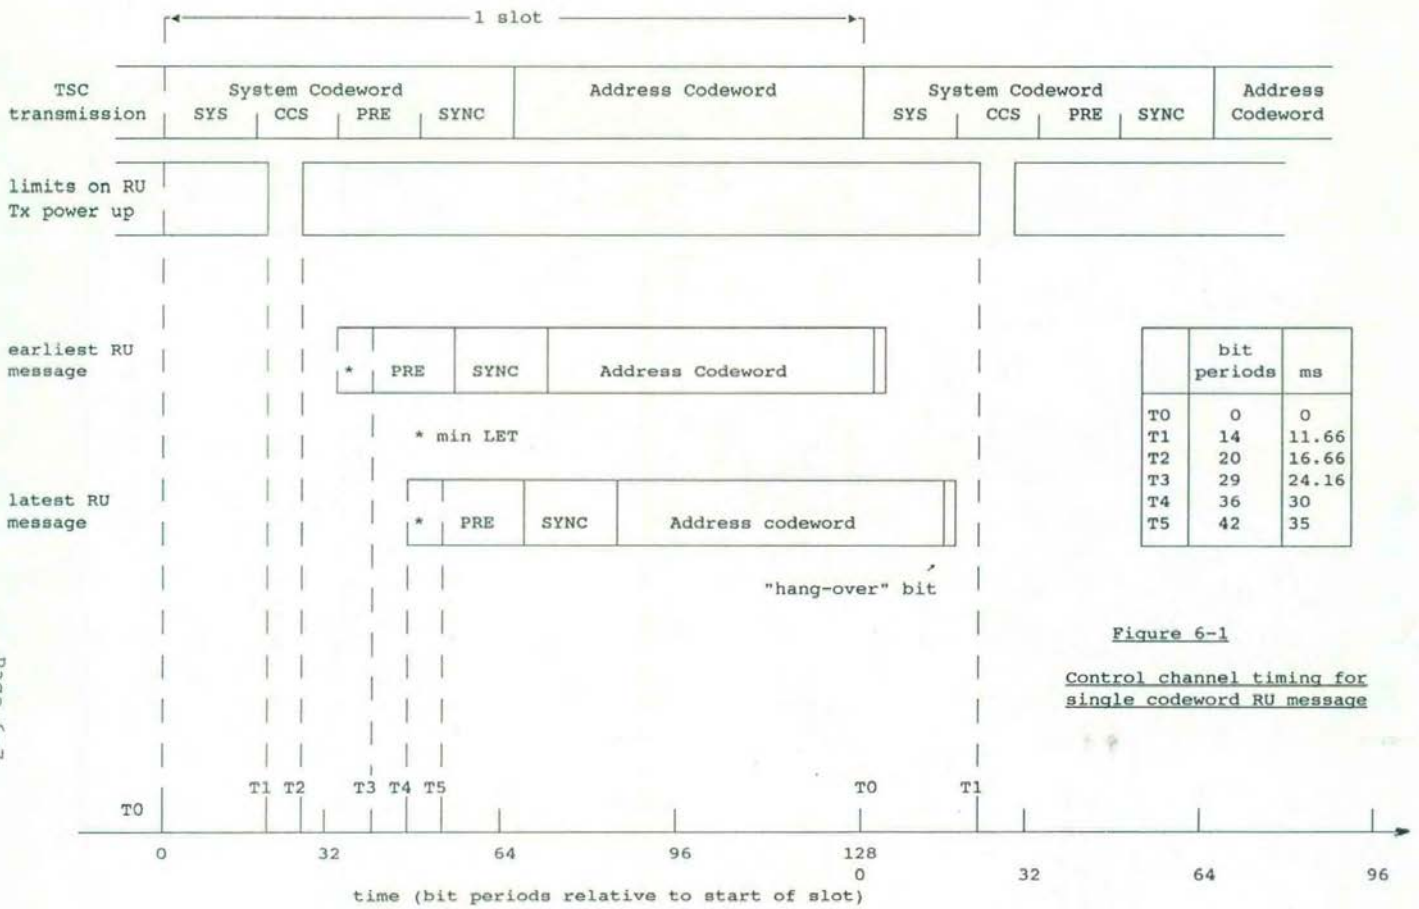 1 slot
TSC transmission
System Codeword
Address Codeword
System Codeword
Address Codeword
SYS CCS PRE SYNC
SYS CCS PRE SYNC
limits on RU
Tx power up
earliest RU
message
* PRE SYNC Address Codeword
* min LET
latest RU
message
* PRE SYNC Address codeword
"hang-over" bit
bit periods ms
T0 0 0
T1 14 11.66
T2 20 16.66
T3 29 24.16
T4 36 30
T5 42 35
Figure 6-1
Control channel timing for
single codeword RU message
T0 T1 T2 T3 T4 T5 T0 T1
0 32 64 96 128
0 32 64 96
time (bit periods relative to start of slot)